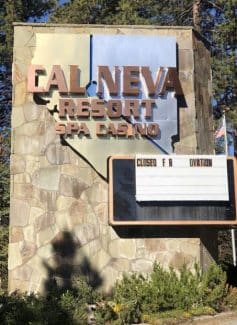 CAL·NEVA
RESORT
SPA CASINO
CLOSED F R OVATION